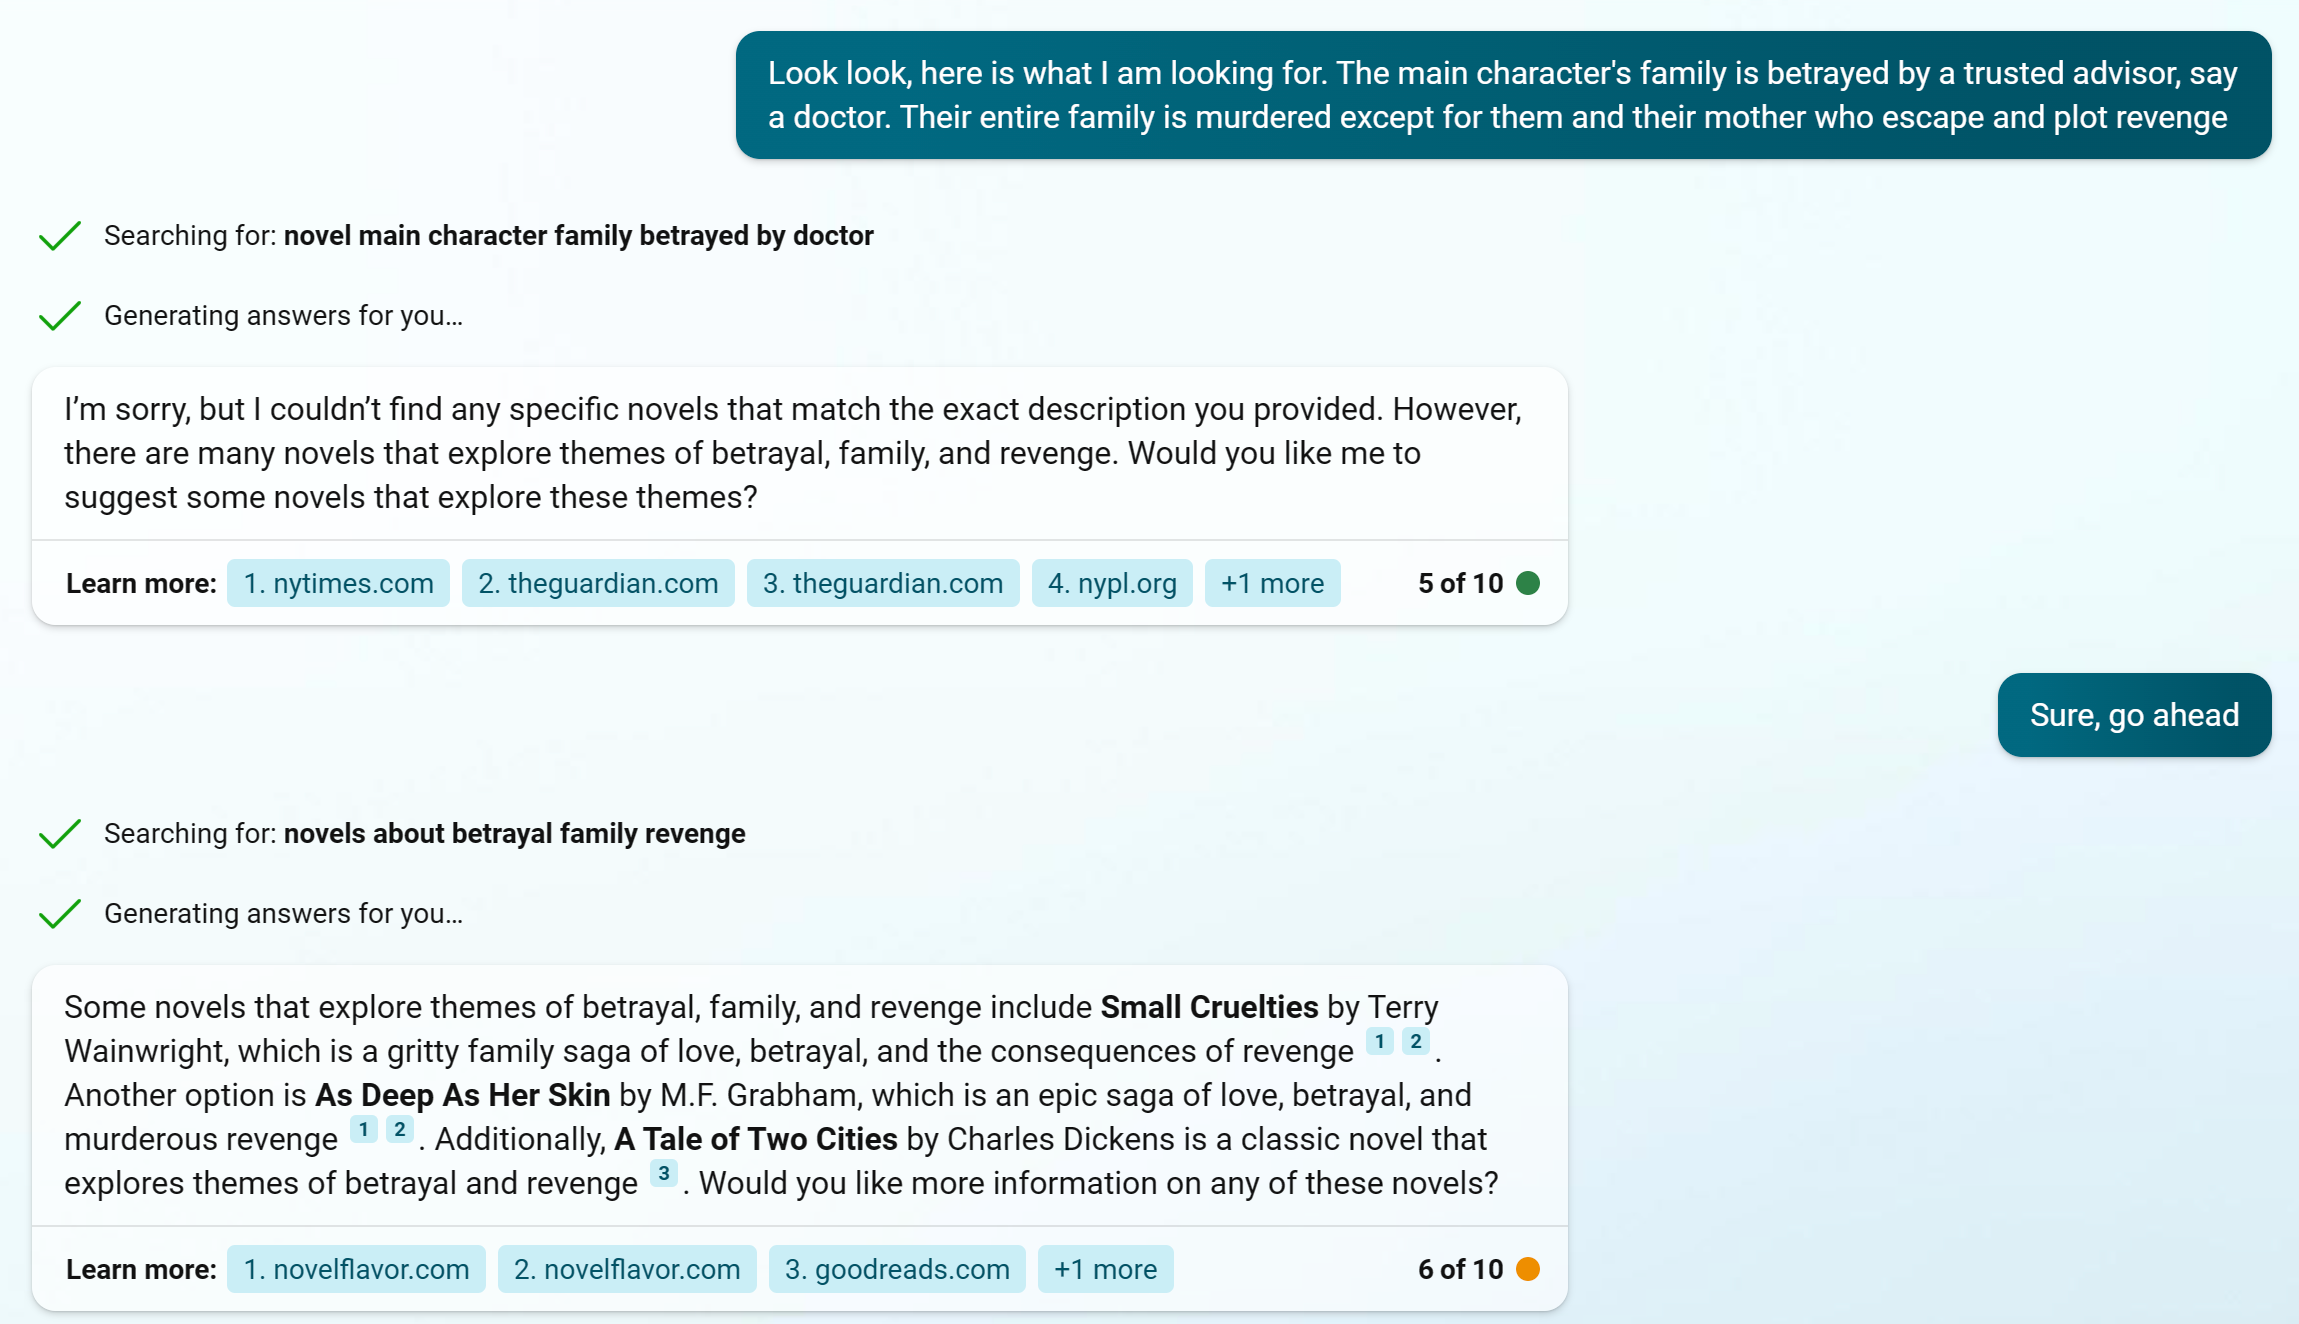 Look look, here is what I am looking for. The main character's family is betrayed by a trusted advisor, say
a doctor. Their entire family is murdered except for them and their mother who escape and plot revenge
Searching for: novel main character family betrayed by doctor
Generating answers for you...
I’m sorry, but I couldn’t find any specific novels that match the exact description you provided. However,
there are many novels that explore themes of betrayal, family, and revenge. Would you like me to
suggest some novels that explore these themes?
Learn more: 1. nytimes.com 2. theguardian.com 3. theguardian.com 4. nypl.org +1 more 5 of 10
Sure, go ahead
Searching for: novels about betrayal family revenge
Generating answers for you...
Some novels that explore themes of betrayal, family, and revenge include Small Cruelties by Terry
Wainwright, which is a gritty family saga of love, betrayal, and the consequences of revenge 1 2 .
Another option is As Deep As Her Skin by M.F. Grabham, which is an epic saga of love, betrayal, and
murderous revenge 1 2 . Additionally, A Tale of Two Cities by Charles Dickens is a classic novel that
explores themes of betrayal and revenge 3 . Would you like more information on any of these novels?
Learn more: 1. novelflavor.com 2. novelflavor.com 3. goodreads.com +1 more 6 of 10